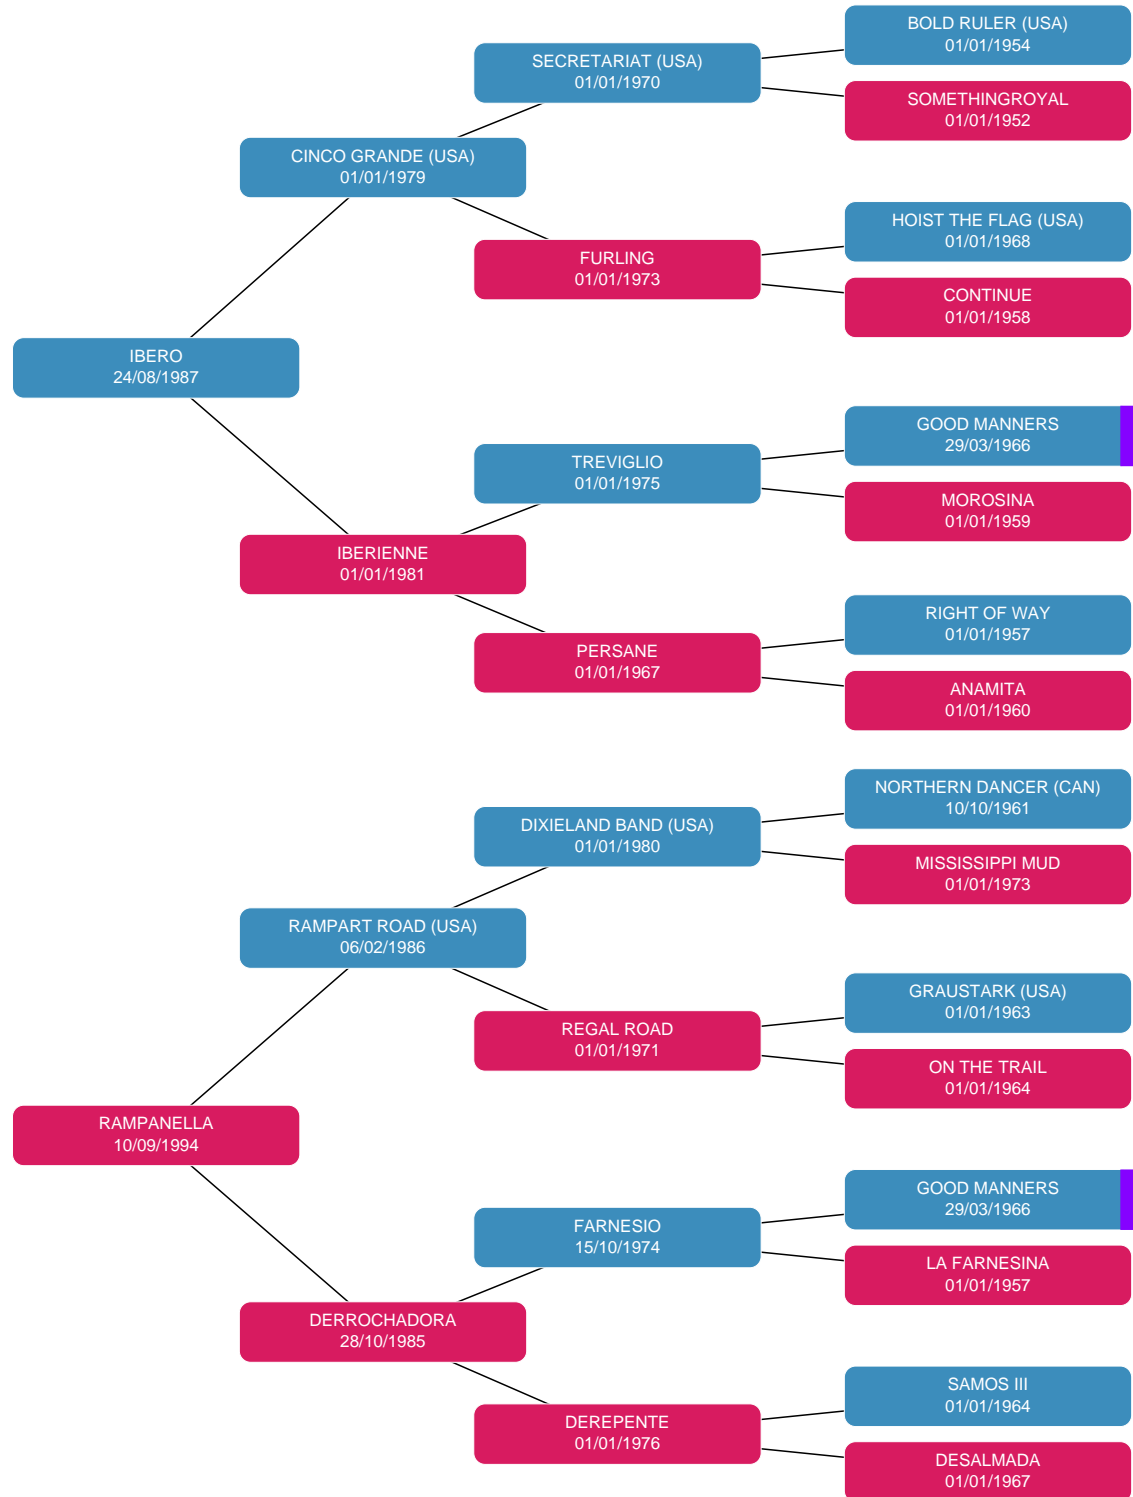 BOLD RULER (USA)
01/01/1954
SECRETARIAT (USA)
01/01/1970
SOMETHINGROYAL
01/01/1952
CINCO GRANDE (USA)
01/01/1979
HOIST THE FLAG (USA)
01/01/1968
FURLING
01/01/1973
CONTINUE
01/01/1958
IBERO
24/08/1987
GOOD MANNERS
29/03/1966
TREVIGLIO
01/01/1975
MOROSINA
01/01/1959
IBERIENNE
01/01/1981
RIGHT OF WAY
01/01/1957
PERSANE
01/01/1967
ANAMITA
01/01/1960
NORTHERN DANCER (CAN)
10/10/1961
DIXIELAND BAND (USA)
01/01/1980
MISSISSIPPI MUD
01/01/1973
RAMPART ROAD (USA)
06/02/1986
GRAUSTARK (USA)
01/01/1963
REGAL ROAD
01/01/1971
ON THE TRAIL
01/01/1964
RAMPANELLA
10/09/1994
GOOD MANNERS
29/03/1966
FARNESIO
15/10/1974
LA FARNESINA
01/01/1957
DERROCHADORA
28/10/1985
SAMOS III
01/01/1964
DEREPENTE
01/01/1976
DESALMADA
01/01/1967